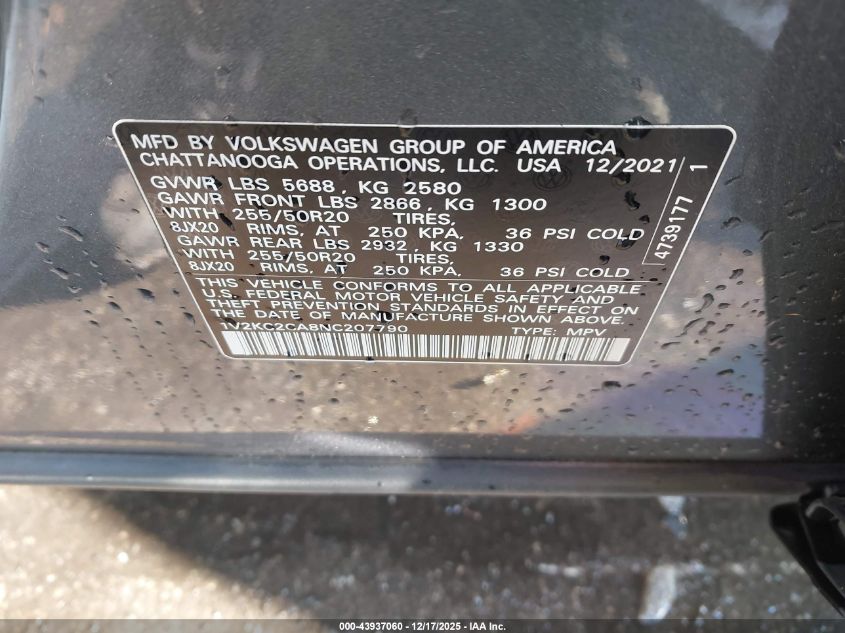 MFD BY VOLKSWAGEN GROUP OF AMERICA
CHATTANOOGA OPERATIONS, LLC. USA 12/2021
GVWR LBS 5688, KG 2580
GAWR FRONT LBS 2866, KG 1300
WITH 255/50R20 TIRES,
8JX20 RIMS, AT 250 KPA, 36 PSI COLD
GAWR REAR LBS 2932, KG 1330
WITH 255/50R20 TIRES,
8JX20 RIMS, AT 250 KPA, 36 PSI COLD
THIS VEHICLE CONFORMS TO ALL APPLICABLE
U.S. FEDERAL MOTOR VEHICLE SAFETY AND
THEFT PREVENTION STANDARDS IN EFFECT ON
THE DATE OF MANUFACTURE SHOWN ABOVE.
1V2KC2CA8NC207790 TYPE: MPV
4739177 1
000-43937060 - 12/17/2025 - IAA Inc.